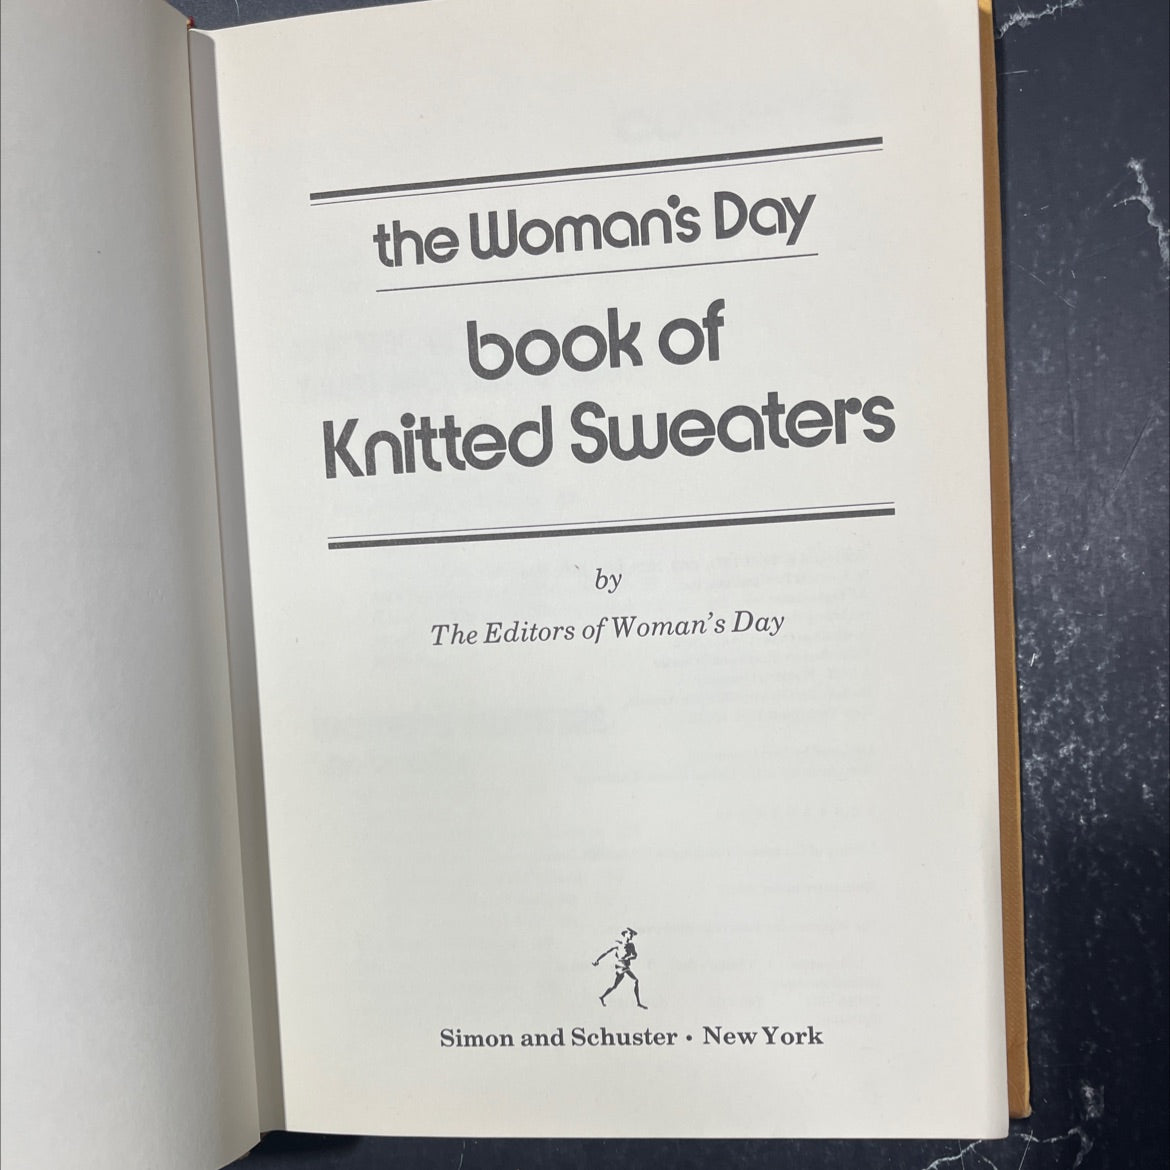 the Woman's Day
book of
Knitted Sweaters
by
The Editors of Woman's Day
Simon and Schuster • New York